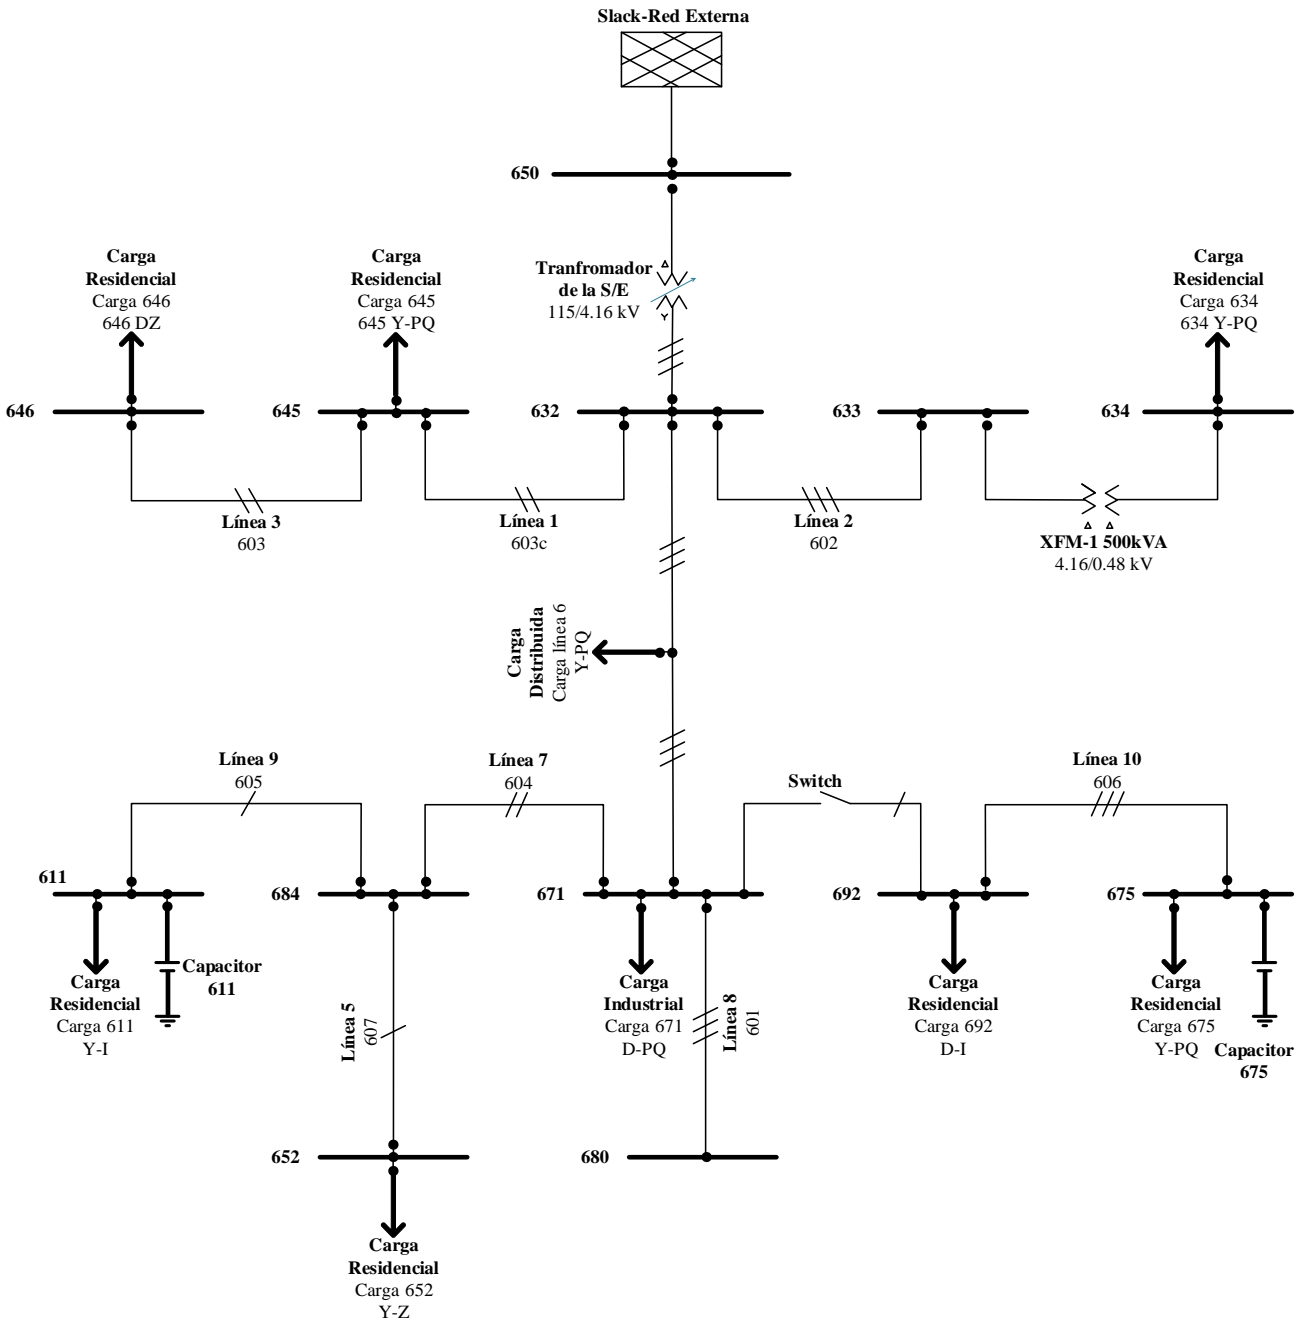 Slack-Red Externa
650
Tranfromador
de la S/E
115/4.16 kV
Carga
Residencial
Carga 646
646 DZ
Carga
Residencial
Carga 645
645 Y-PQ
Carga
Residencial
Carga 634
634 Y-PQ
646
645
632
633
634
Línea 3
603
Línea 1
603c
Línea 2
602
XFM-1 500kVA
4.16/0.48 kV
Carga
Distribuida
Carga línea 6
Y-PQ
Línea 9
605
Línea 7
604
Switch
Línea 10
606
611
684
671
692
675
Carga
Residencial
Carga 611
Y-I
Capacitor
611
Línea 5
607
Carga
Industrial
Carga 671
D-PQ
Línea 8
601
Carga
Residencial
Carga 692
D-I
Carga
Residencial
Carga 675
Y-PQ
Capacitor
675
652
680
Carga
Residencial
Carga 652
Y-Z